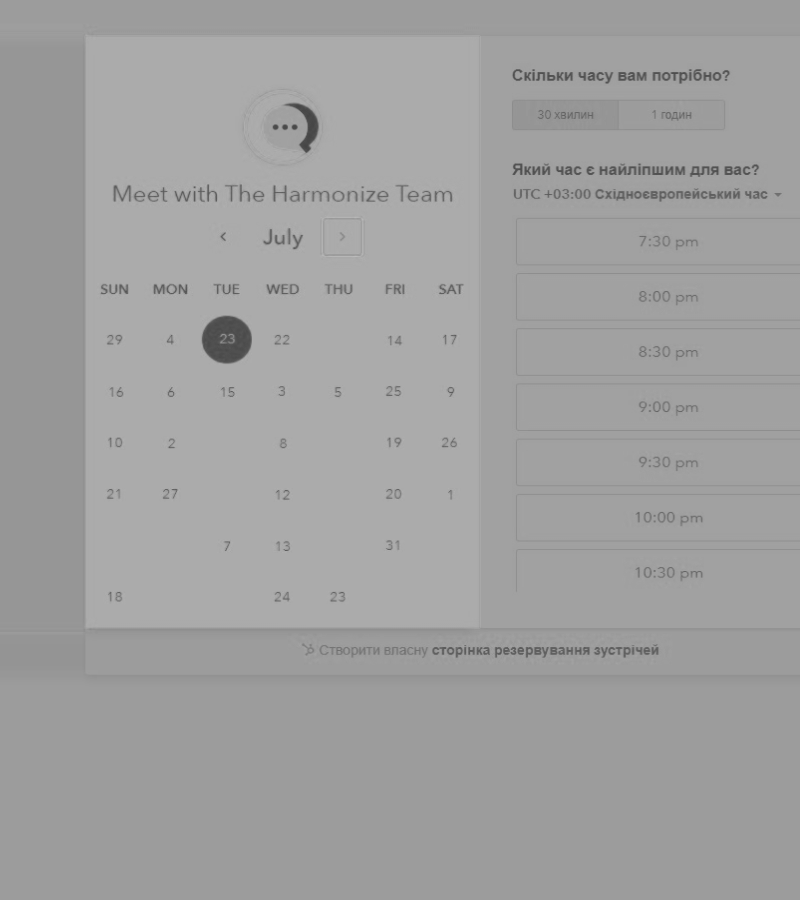 Meet with The Harmonize Team
July
SUN MON TUE WED THU FRI SAT
29 4 23 22 14 17
16 6 15 3 5 25 9
10 2 8 19 26
21 27 12 20 1
7 13 31
18 24 23
Скільки часу вам потрібно?
30 хвилин 1 годин
Який час є найліпшим для вас?
UTC +03:00 Східноєвропейський час
7:30 pm
8:00 pm
8:30 pm
9:00 pm
9:30 pm
10:00 pm
10:30 pm
Створити власну сторінка резервування зустрічей